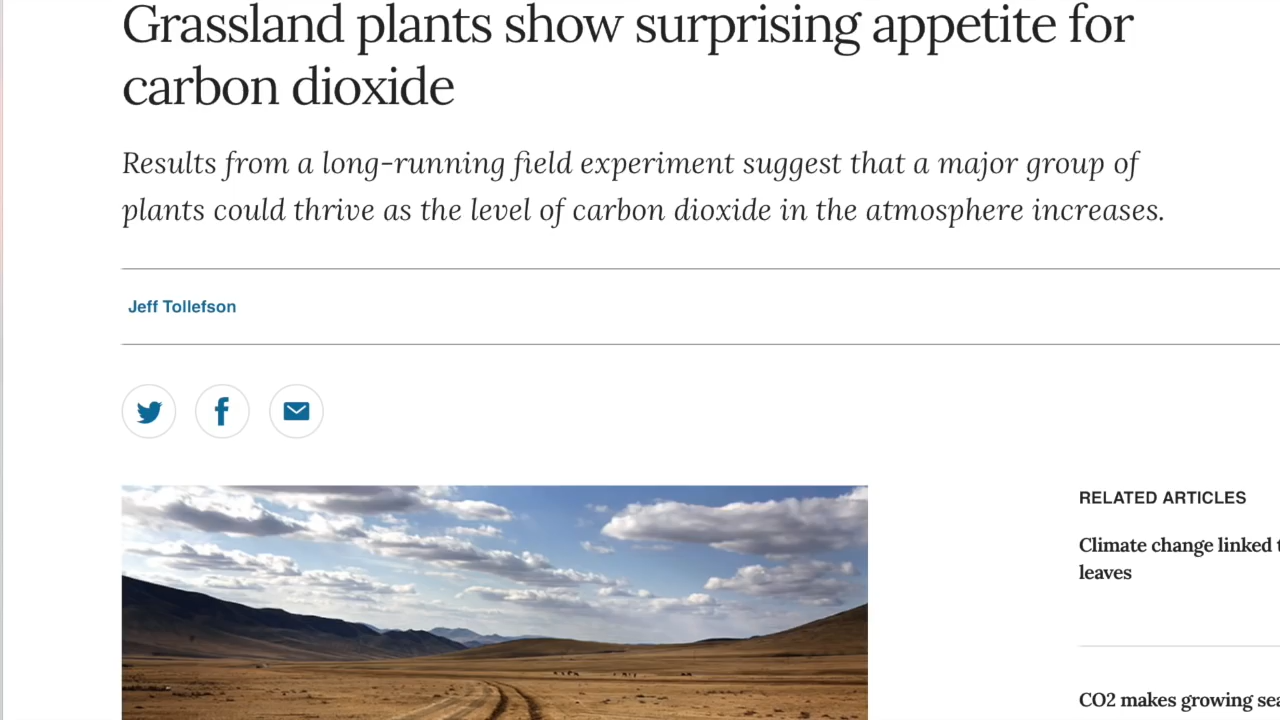 Grassland plants show surprising appetite for
carbon dioxide
Results from a long-running field experiment suggest that a major group of
plants could thrive as the level of carbon dioxide in the atmosphere increases.
Jeff Tollefson
RELATED ARTICLES
Climate change linked
leaves
CO2 makes growing